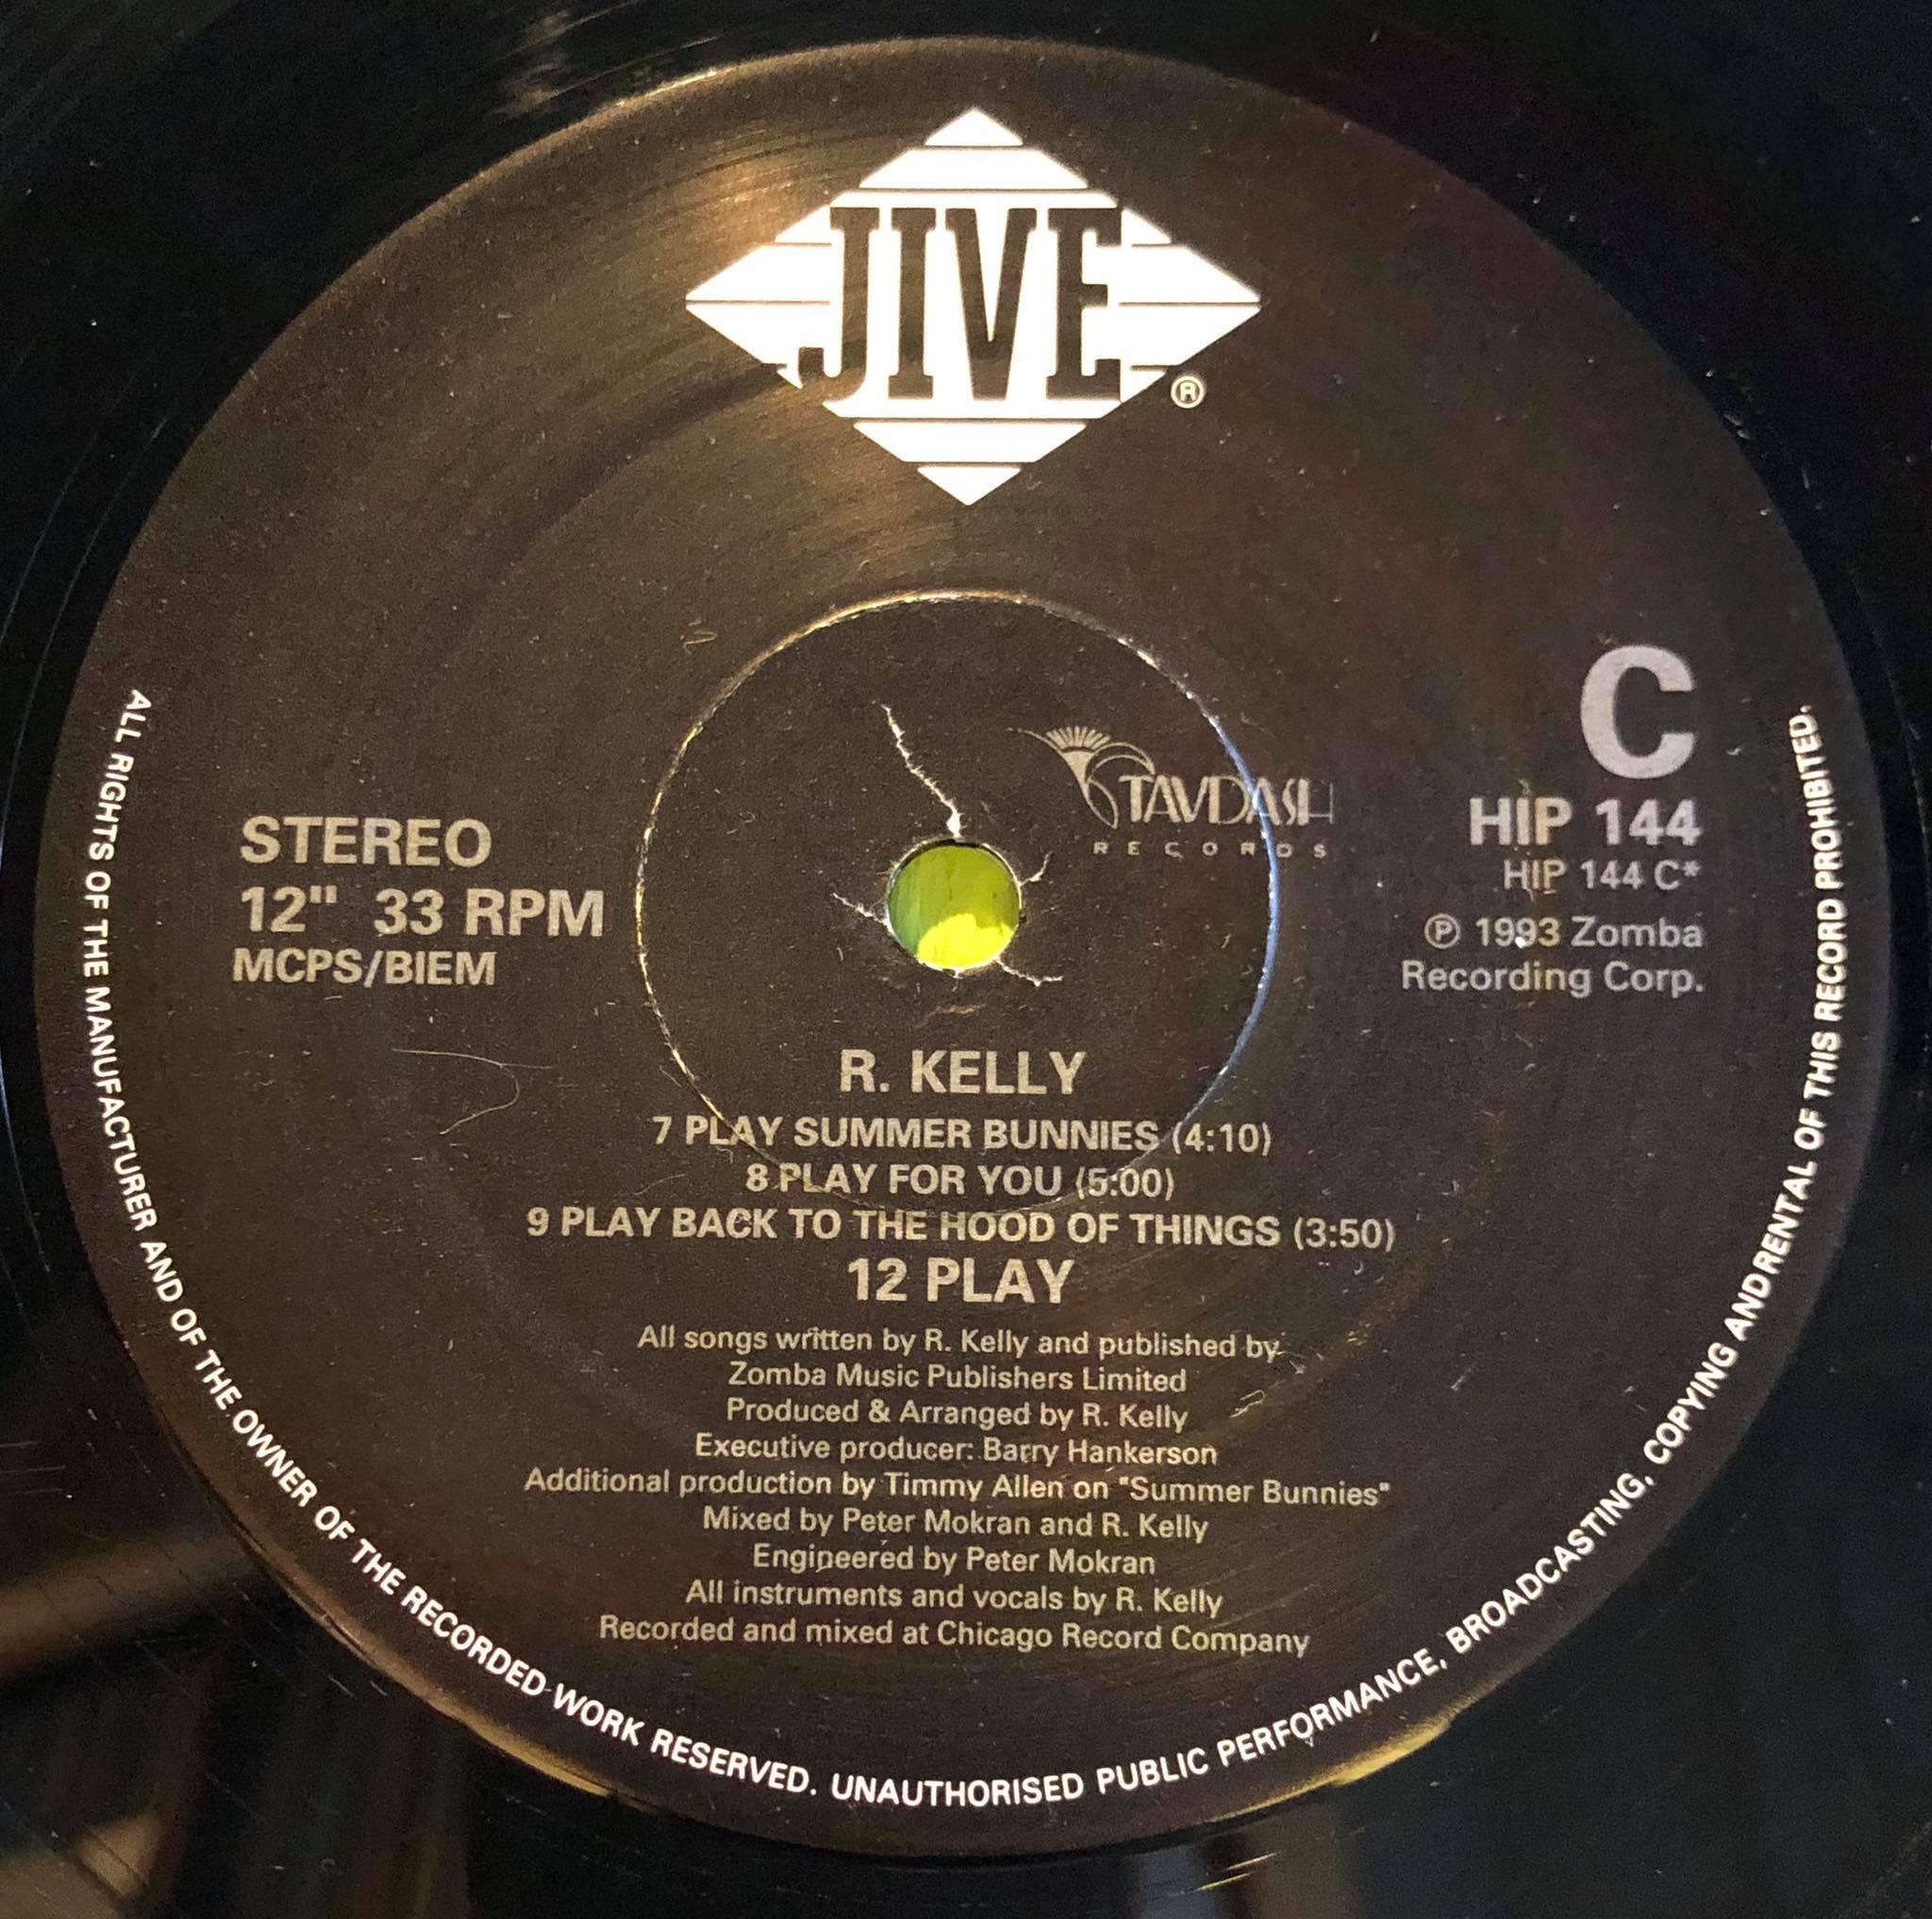 JIVE
®
TAVDASH
RECORDS
C
HIP 144
HIP 144 C*
℗ 1993 Zomba
Recording Corp.
STEREO
12" 33 RPM
MCPS/BIEM
R. KELLY
7 PLAY SUMMER BUNNIES (4:10)
8 PLAY FOR YOU (5:00)
9 PLAY BACK TO THE HOOD OF THINGS (3:50)
12 PLAY
All songs written by R. Kelly and published by
Zomba Music Publishers Limited
Produced & Arranged by R. Kelly
Executive producer: Barry Hankerson
Additional production by Timmy Allen on "Summer Bunnies"
Mixed by Peter Mokran and R. Kelly
Engineered by Peter Mokran
All instruments and vocals by R. Kelly
Recorded and mixed at Chicago Record Company
ALL RIGHTS OF THE MANUFACTURER AND OF THE OWNER OF THE RECORDED WORK RESERVED. UNAUTHORISED PUBLIC PERFORMANCE, BROADCASTING, COPYING AND RENTAL OF THIS RECORD PROHIBITED.